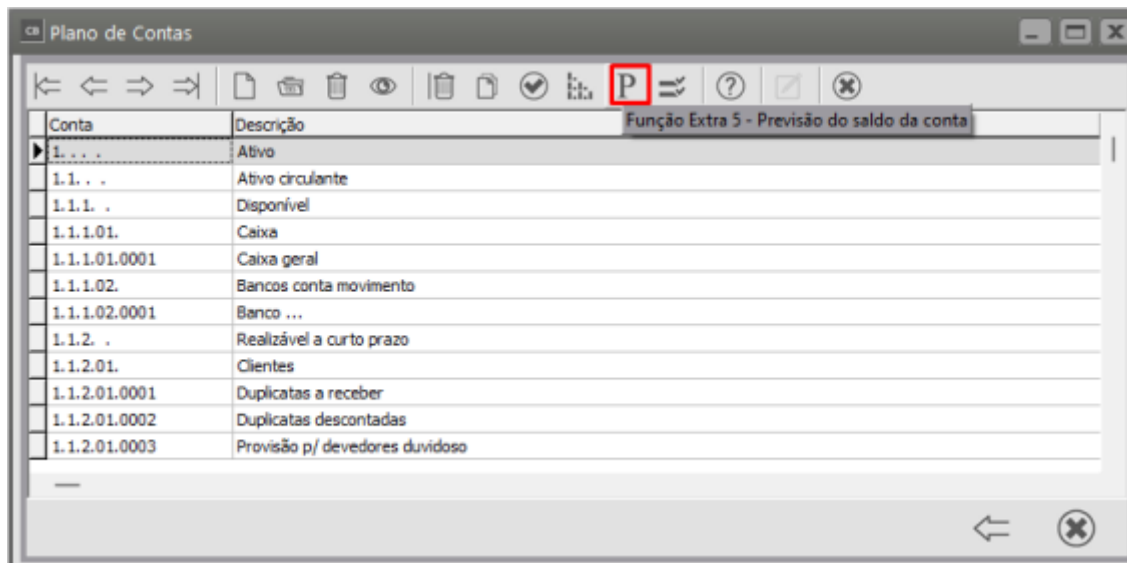 CB Plano de Contas
P ?
Função Extra 5 - Previsão do saldo da conta
Conta Descrição
1. . . . Ativo
1.1. . . Ativo circulante
1.1.1. . Disponível
1.1.1.01. Caixa
1.1.1.01.0001 Caixa geral
1.1.1.02. Bancos conta movimento
1.1.1.02.0001 Banco ...
1.1.2. . Realizável a curto prazo
1.1.2.01. Clientes
1.1.2.01.0001 Duplicatas a receber
1.1.2.01.0002 Duplicatas descontadas
1.1.2.01.0003 Provisão p/ devedores duvidoso